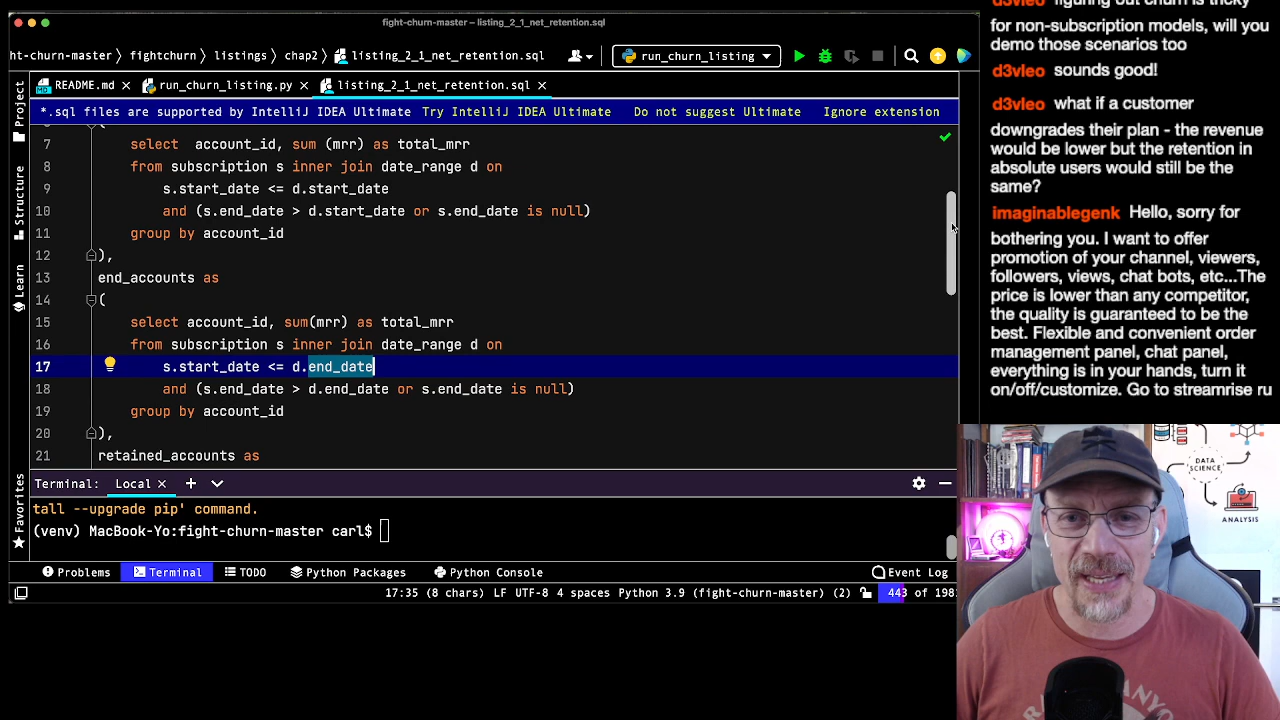 fight-churn-master – listing_2_1_net_retention.sql
ht-churn-master 〉 fightchurn 〉 listings 〉 chap2 〉 listing_2_1_net_retention.sql
run_churn_listing
README.md
run_churn_listing.py
listing_2_1_net_retention.sql
*.sql files are supported by IntelliJ IDEA Ultimate Try IntelliJ IDEA Ultimate Do not suggest Ultimate Ignore extension
Project
Structure
Learn
Favorites
7 select account_id, sum (mrr) as total_mrr
8 from subscription s inner join date_range d on
9 s.start_date <= d.start_date
10 and (s.end_date > d.start_date or s.end_date is null)
11 group by account_id
12 ),
13 end_accounts as
14 (
15 select account_id, sum(mrr) as total_mrr
16 from subscription s inner join date_range d on
17 s.start_date <= d.end_date
18 and (s.end_date > d.end_date or s.end_date is null)
19 group by account_id
20 ),
21 retained_accounts as
Terminal: Local
tall --upgrade pip' command.
(venv) MacBook-Yo:fight-churn-master carl$
Problems Terminal TODO Python Packages Python Console Event Log
17:35 (8 chars) LF UTF-8 4 spaces Python 3.9 (fight-churn-master) (2) 443 of 198
d3vleo figuring out churn is tricky
for non-subscription models, will you
demo those scenarios too
d3vleo sounds good!
d3vleo what if a customer
downgrades their plan - the revenue
would be lower but the retention in
absolute users would still be the
same?
imaginablegenk Hello, sorry for
bothering you. I want to offer
promotion of your channel, viewers,
followers, views, chat bots, etc...The
price is lower than any competitor,
the quality is guaranteed to be the
best. Flexible and convenient order
management panel, chat panel,
everything is in your hands, turn it
on/off/customize. Go to streamrise ru
DATA
SCIENCE
ANALYSIS